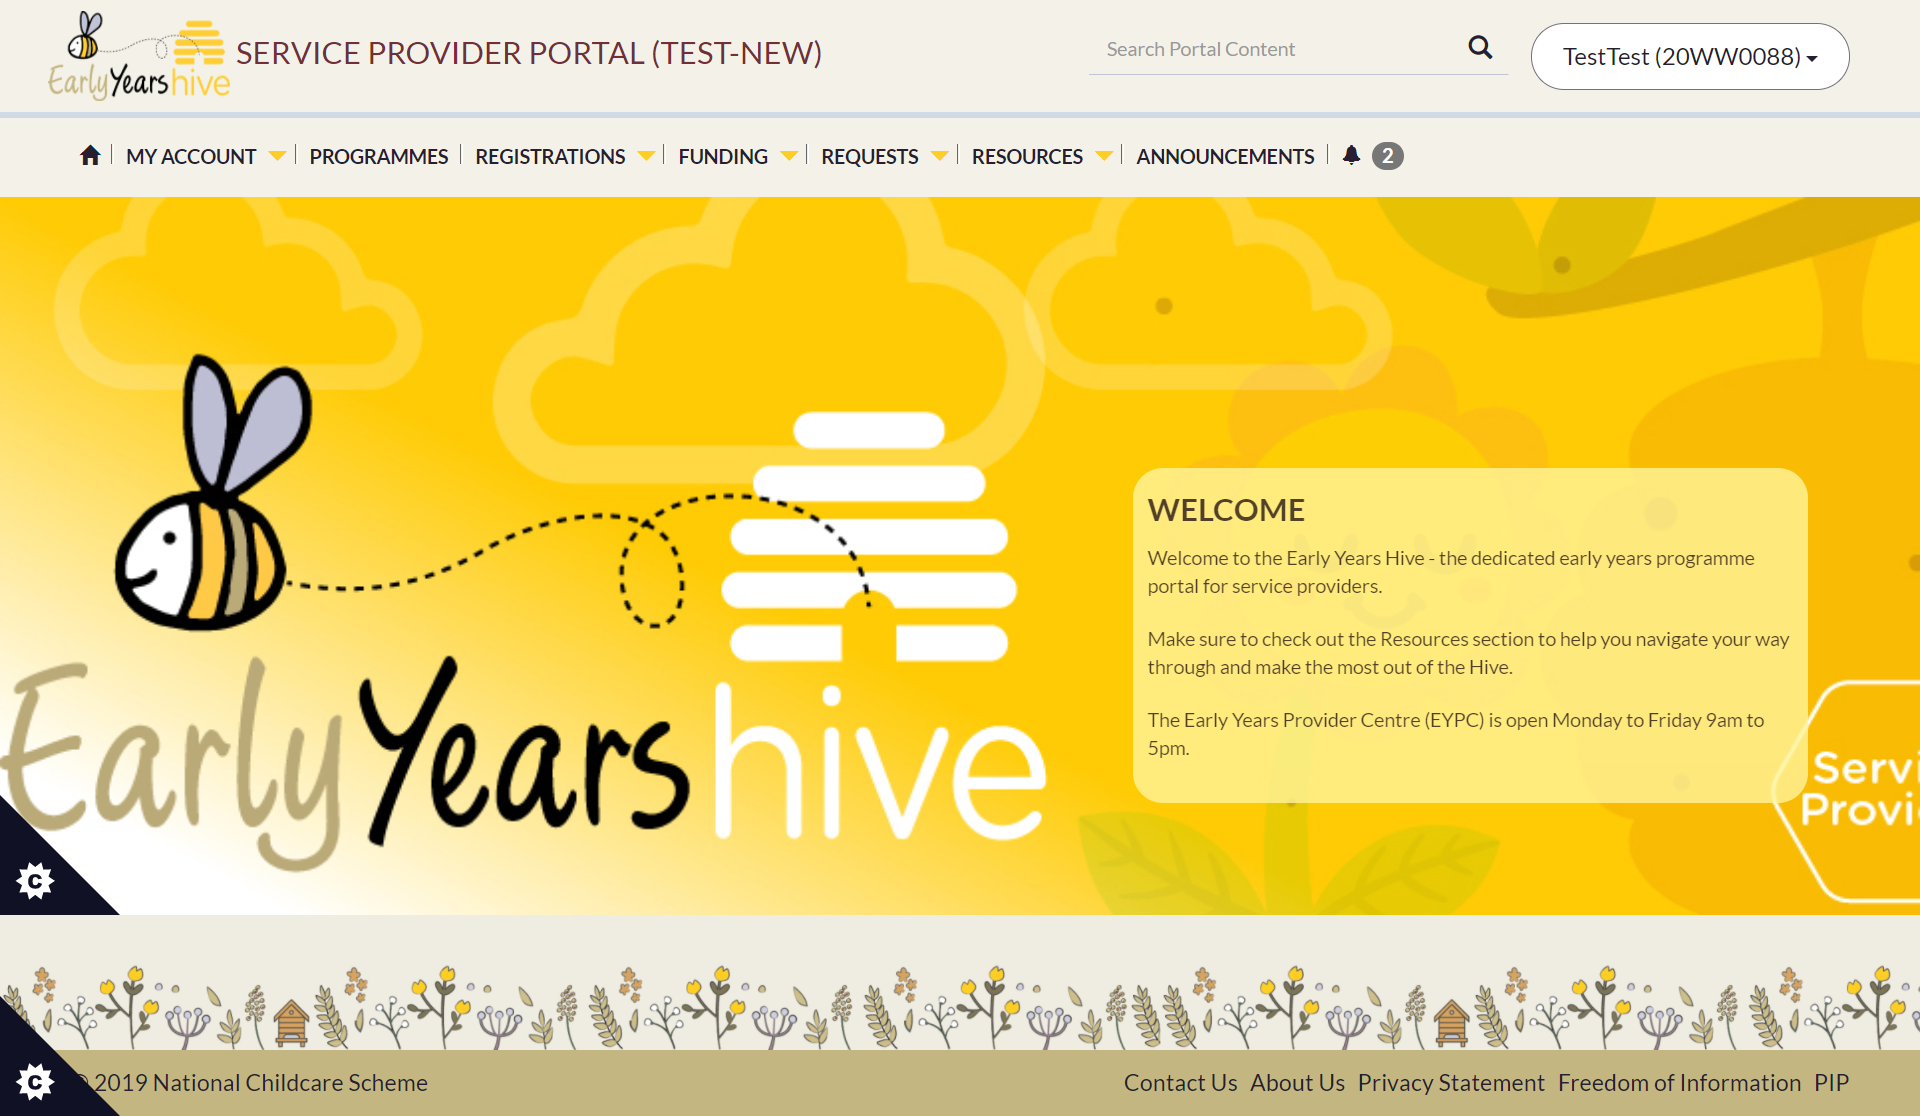 Early Years hive
SERVICE PROVIDER PORTAL (TEST-NEW)
Search Portal Content
TestTest (20WW0088)
MY ACCOUNT
PROGRAMMES
REGISTRATIONS
FUNDING
REQUESTS
RESOURCES
ANNOUNCEMENTS
2
Early Years hive
WELCOME
Welcome to the Early Years Hive - the dedicated early years programme
portal for service providers.
Make sure to check out the Resources section to help you navigate your way
through and make the most out of the Hive.
The Early Years Provider Centre (EYPC) is open Monday to Friday 9am to
5pm.
C
© 2019 National Childcare Scheme
Contact Us About Us Privacy Statement Freedom of Information PIP
C